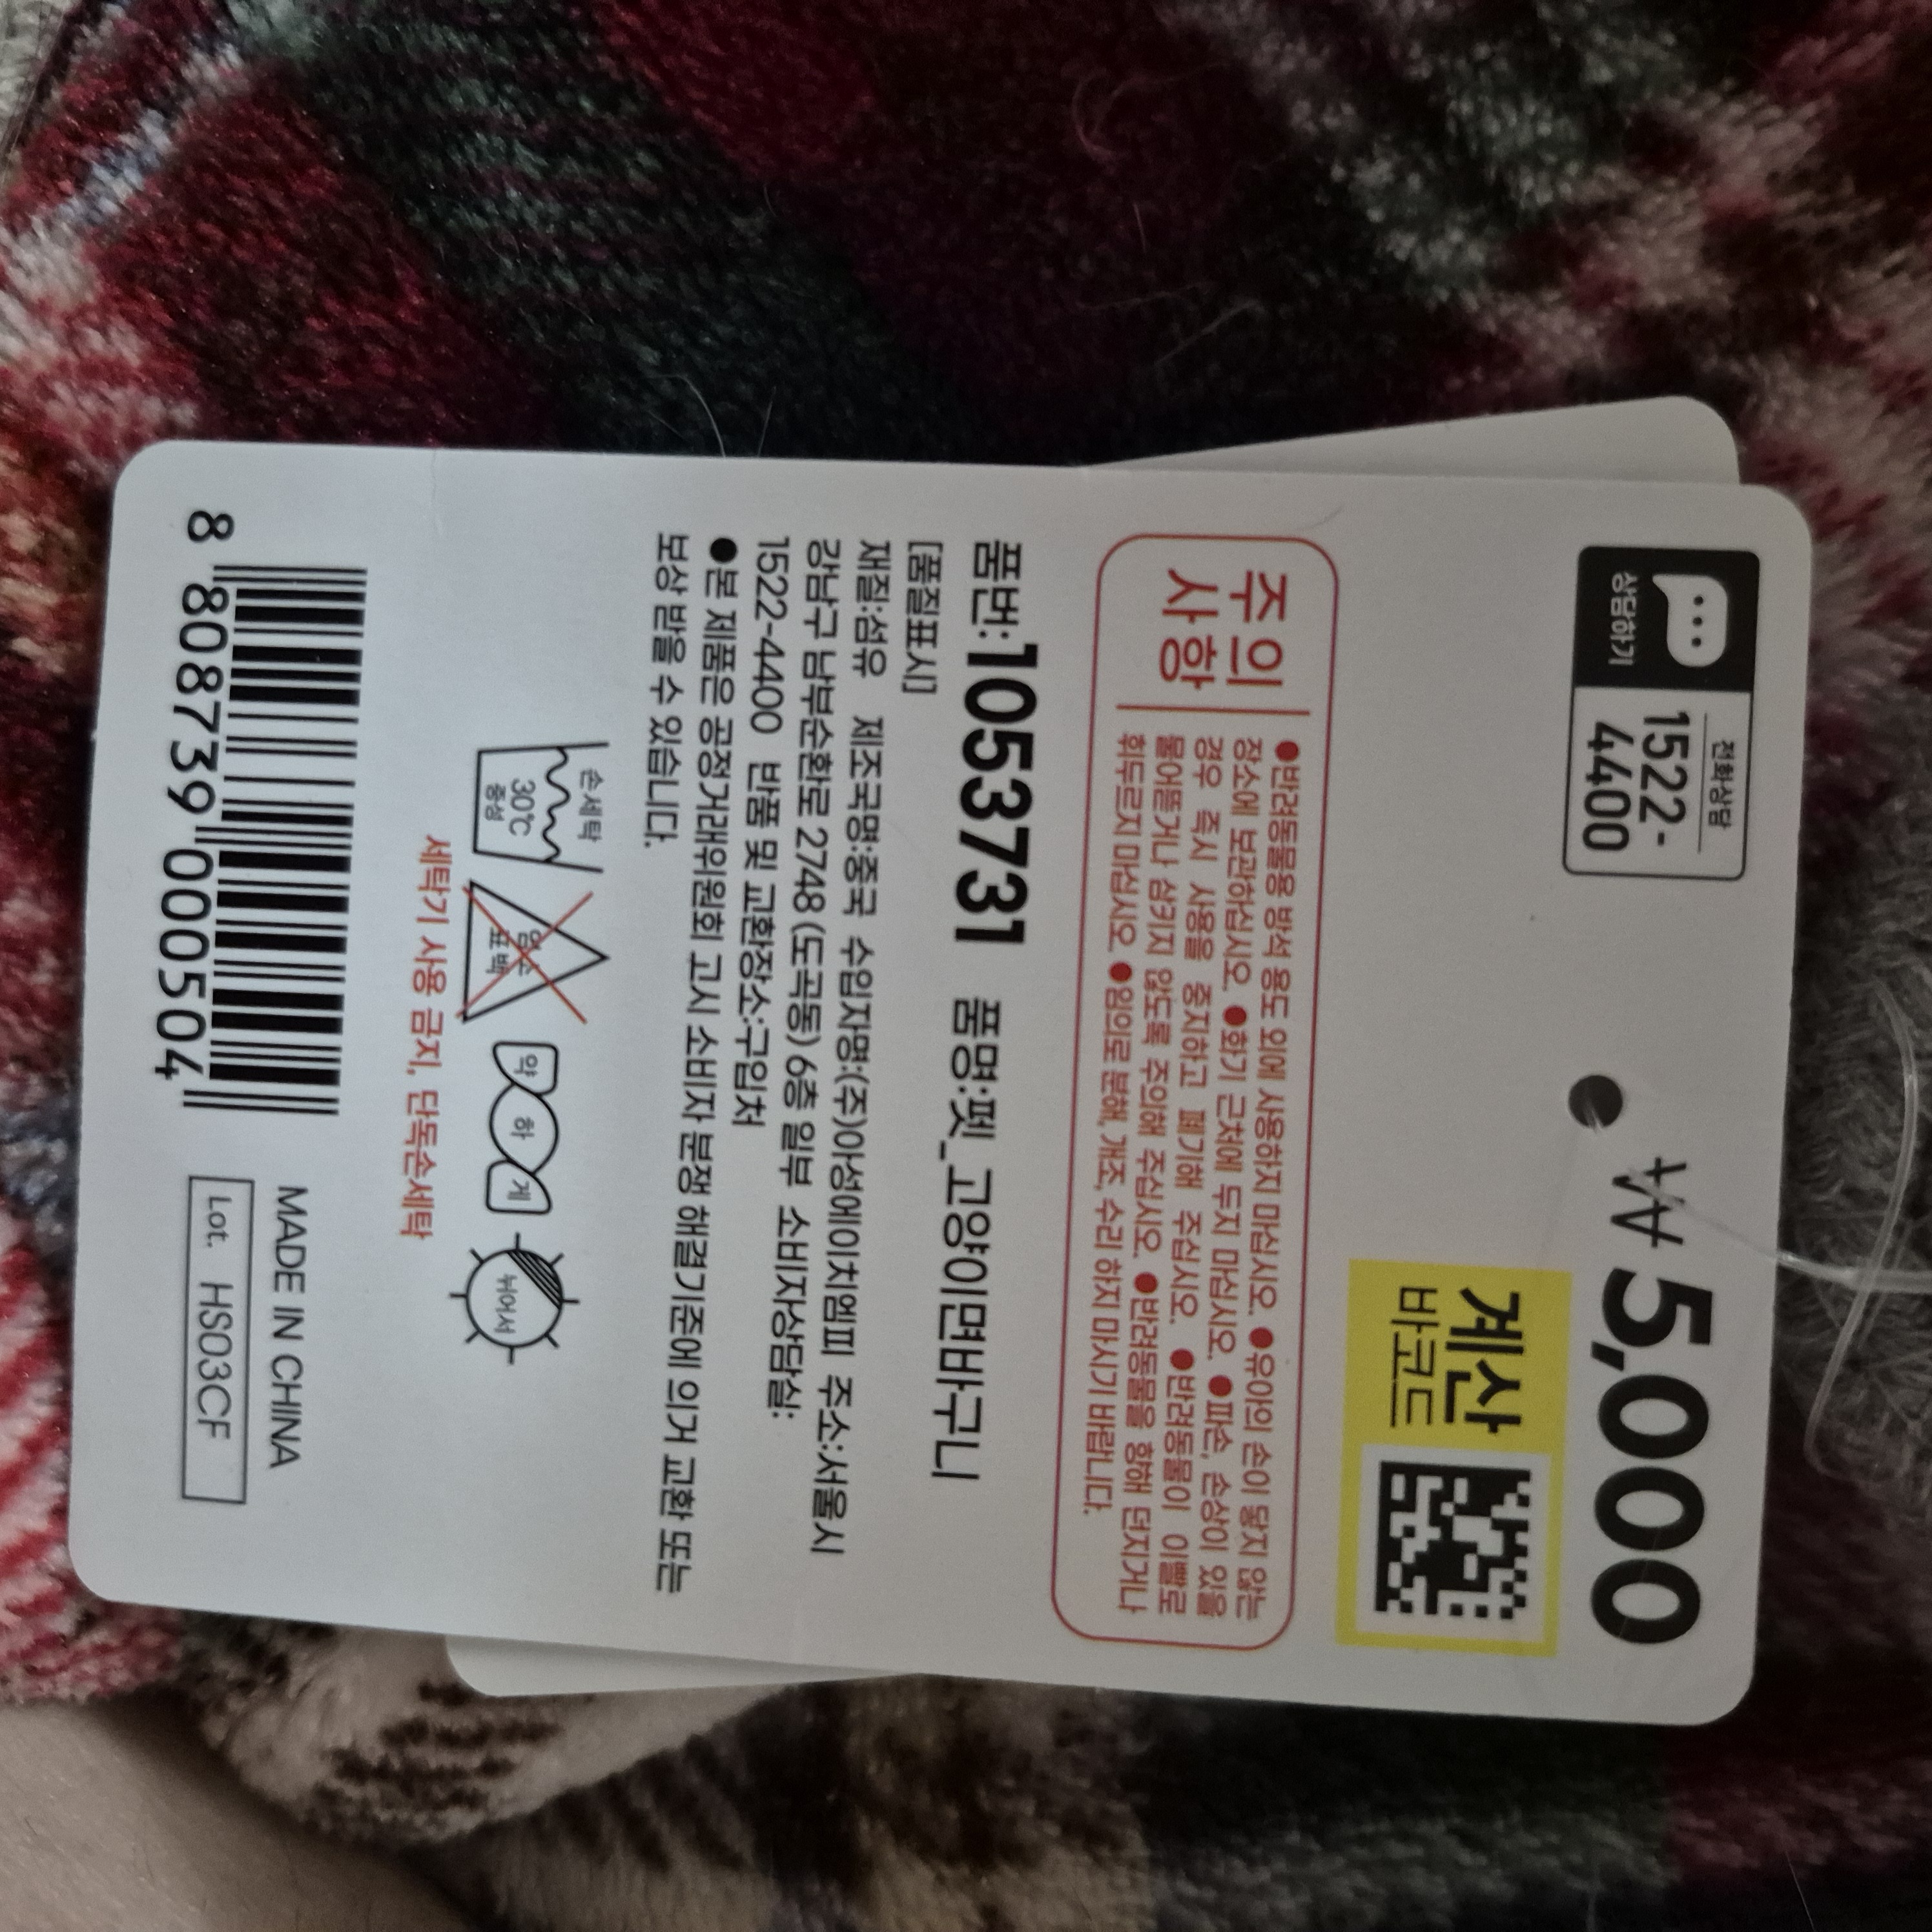 상담하기
전화상담
1522-
4400
₩ 5,000
계산
바코드
주의
사항
●반려동물용 방석 용도 외에 사용하지 마십시오. ●유아의 손이 닿지 않는
장소에 보관하십시오. ●화기 근처에 두지 마십시오. ●파손, 손상이 있을
경우 즉시 사용을 중지하고 폐기해 주십시오. ●반려동물이 이빨로
물어뜯거나 삼키지 않도록 주의해 주십시오. ●반려동물을 향해 던지거나
휘두르지 마십시오. ●임의로 분해, 개조, 수리 하지 마시기 바랍니다.
품번:1053731 품명:펫_고양이면바구니
[품질표시]
재질:섬유 제조국명:중국 수입자명:(주)아성에이치엠피 주소:서울시
강남구 남부순환로 2748 (도곡동) 6층 일부 소비자상담실:
1522-4400 반품 및 교환장소:구입처
●본 제품은 공정거래위원회 고시 소비자 분쟁 해결기준에 의거 교환 또는
보상 받을 수 있습니다.
손세탁
30℃
중성
염소
표백
약하게
뉘어서
세탁기 사용 금지, 단독손세탁
8 808739 000504
MADE IN CHINA
Lot. HS03CF